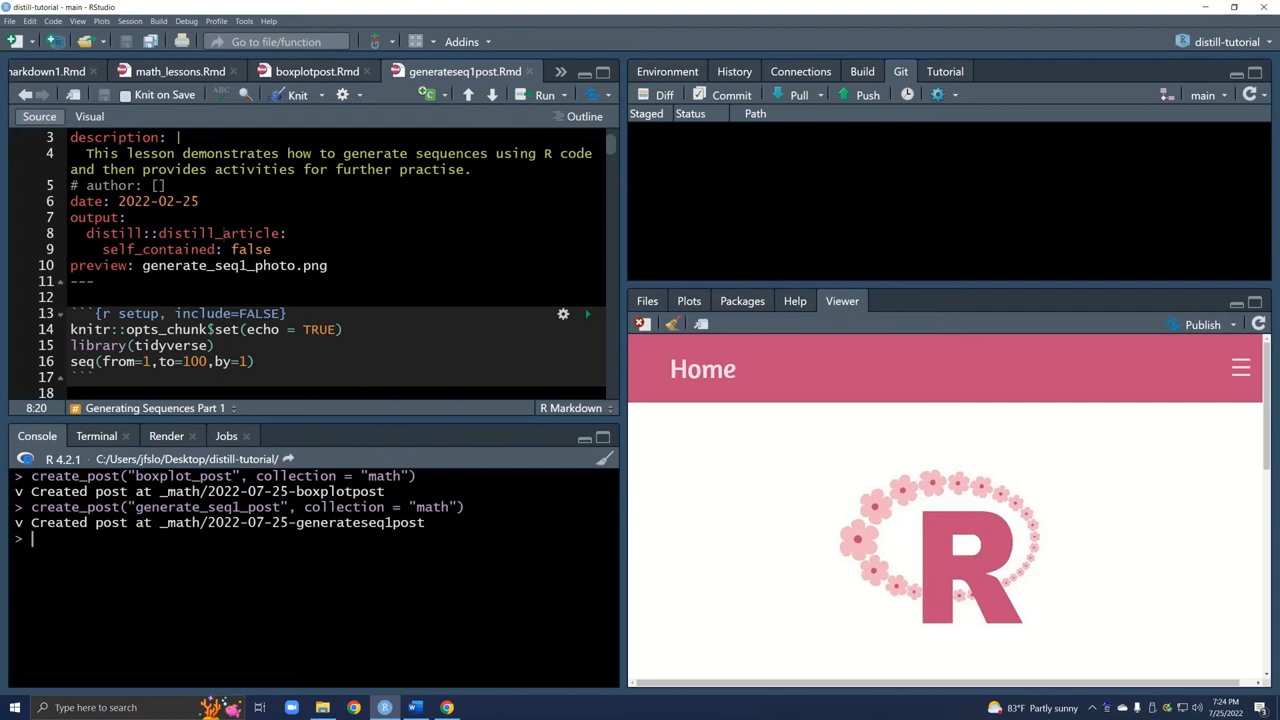 distill-tutorial - main - RStudio
File Edit Code View Plots Session Build Debug Profile Tools Help
Go to file/function
Addins
distill-tutorial
narkdown1.Rmd
math_lessons.Rmd
boxplotpost.Rmd
generateseq1post.Rmd
Knit on Save
ABC
Knit
Run
Source
Visual
Outline
3 description: |
4 This lesson demonstrates how to generate sequences using R code
and then provides activities for further practise.
5 # author: []
6 date: 2022-02-25
7 output:
8 distill::distill_article:
9 self_contained: false
10 preview: generate_seq1_photo.png
11 ---
12
13 ```{r setup, include=FALSE}
14 knitr::opts_chunk$set(echo = TRUE)
15 library(tidyverse)
16 seq(from=1,to=100,by=1)
17 ```
18
8:20 # Generating Sequences Part 1 R Markdown
Console Terminal Render Jobs
R 4.2.1 · C:/Users/jfslo/Desktop/distill-tutorial/
> create_post("boxplot_post", collection = "math")
v Created post at _math/2022-07-25-boxplotpost
> create_post("generate_seq1_post", collection = "math")
v Created post at _math/2022-07-25-generateseq1post
>
Environment History Connections Build Git Tutorial
Diff Commit Pull Push main
Staged Status Path
Files Plots Packages Help Viewer
Publish
Home
R
Type here to search
83°F Partly sunny
7:24 PM
7/25/2022
3